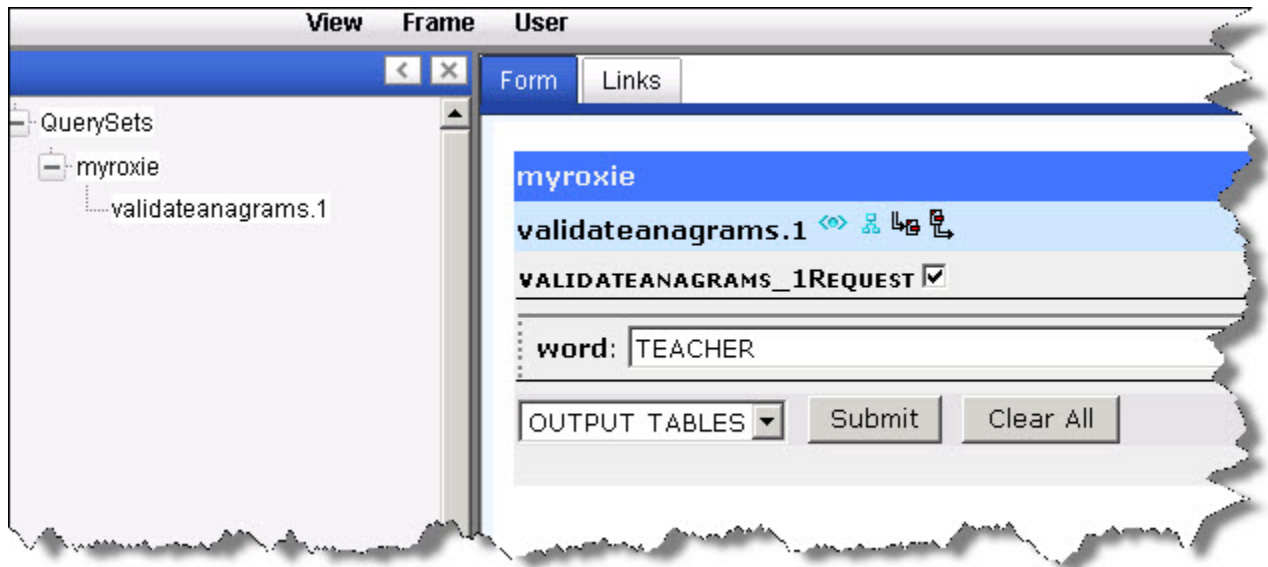 View Frame User
Form Links
QuerySets
myroxie
validateanagrams.1
myroxie
validateanagrams.1
VALIDATEANAGRAMS_1REQUEST
word: TEACHER
OUTPUT TABLES Submit Clear All